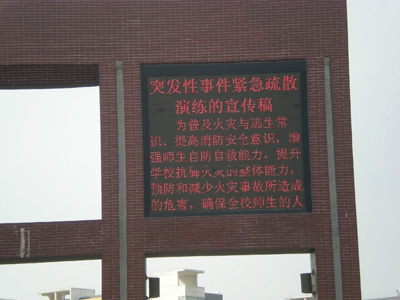 突发性事件紧急疏散
演练的宣传稿
为普及火灾与逃生常
识、提高消防安全意识，增
强师生自防自救能力，提升
学校抗御火灾的整体能力，
预防和减少火灾事故所造成
的危害，确保全校师生的人